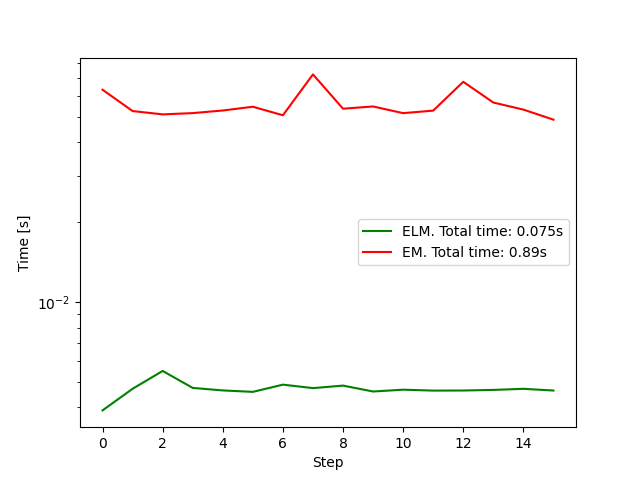 Time [s]
10⁻²
ELM. Total time: 0.075s
EM. Total time: 0.89s
0 2 4 6 8 10 12 14
Step